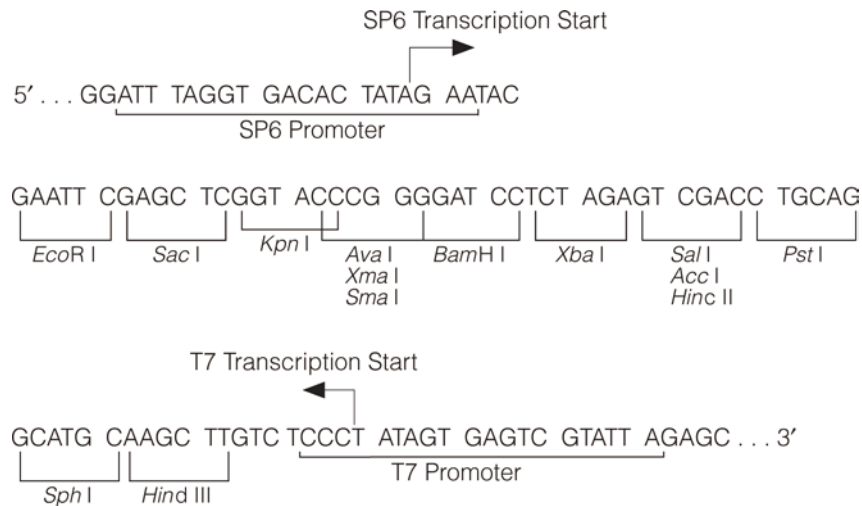 SP6 Transcription Start
5′ . . . GGATT TAGGT GACAC TATAG AATAC
SP6 Promoter
GAATT CGAGC TCGGT ACCCG GGGAT CCTCT AGAGT CGACC TGCAG
EcoR I Sac I Kpn I Ava I BamH I Xba I Sal I Pst I
Xma I Acc I
Sma I Hinc II
T7 Transcription Start
GCATGC AAGC TTGTC TCCCT ATAGT GAGTC GTATT AGAGC . . . 3′
T7 Promoter
Sph I Hind III